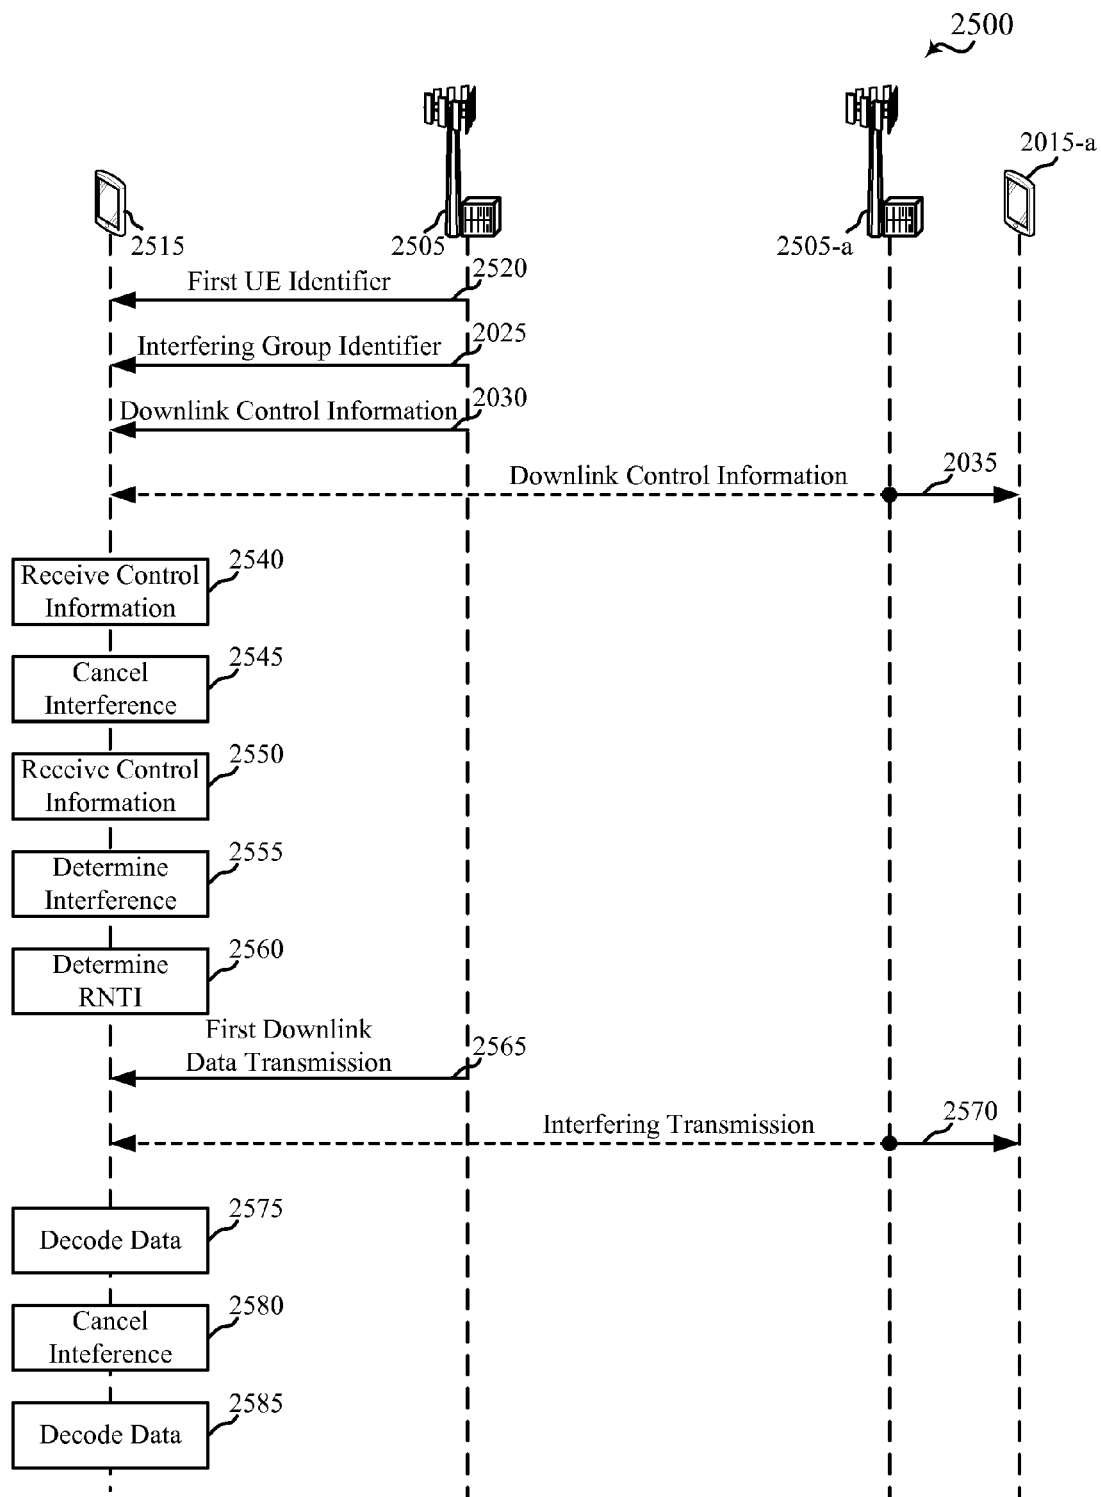 2500
2015-a
2515
2505
2505-a
2520
First UE Identifier
2025
Interfering Group Identifier
2030
Downlink Control Information
2035
Downlink Control Information
2540
Receive Control
Information
2545
Cancel
Interference
2550
Receive Control
Information
2555
Determine
Interference
2560
Determine
RNTI
First Downlink
Data Transmission
2565
Interfering Transmission
2570
2575
Decode Data
2580
Cancel
Inteference
2585
Decode Data